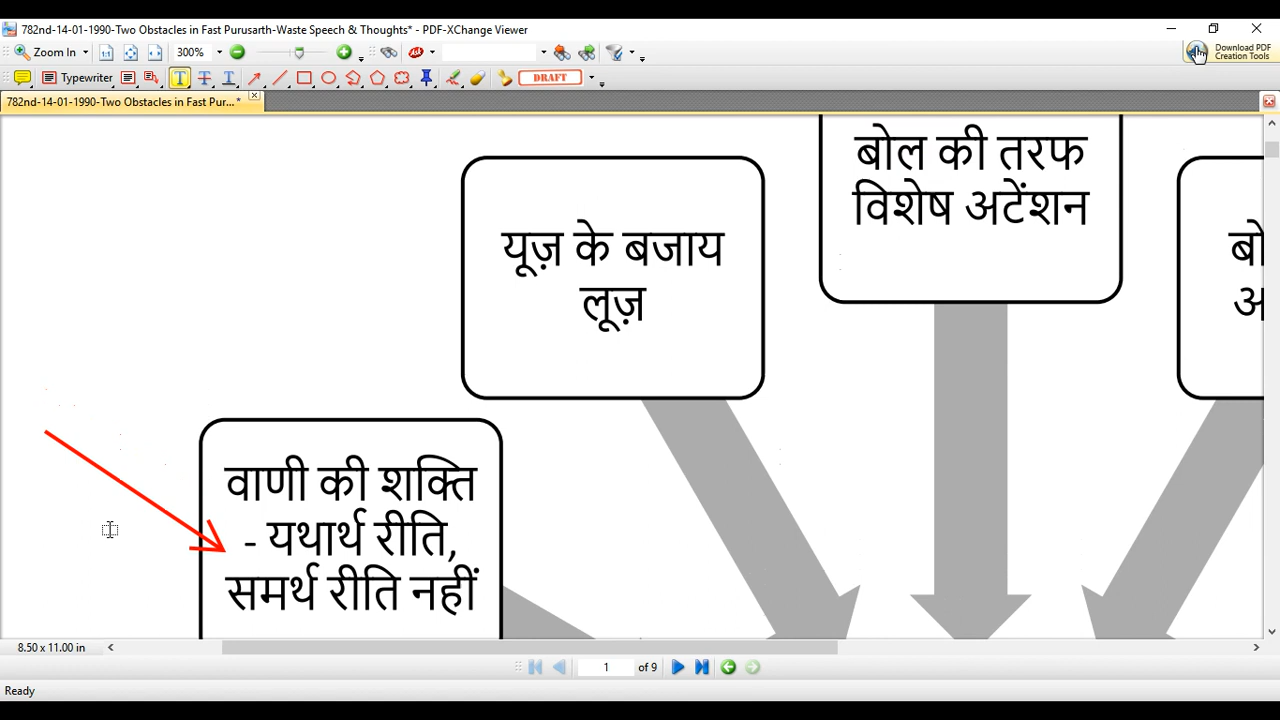 782nd-14-01-1990-Two Obstacles in Fast Purusarth-Waste Speech & Thoughts* - PDF-XChange Viewer
Zoom In
300%
Download PDF
Creation Tools
Typewriter
DRAFT
782nd-14-01-1990-Two Obstacles in Fast Pur...*
बोल की तरफ
विशेष अटेंशन
यूज़ के बजाय
लूज़
बो
अ
वाणी की शक्ति
- यथार्थ रीति,
समर्थ रीति नहीं
8.50 x 11.00 in
1
of 9
Ready